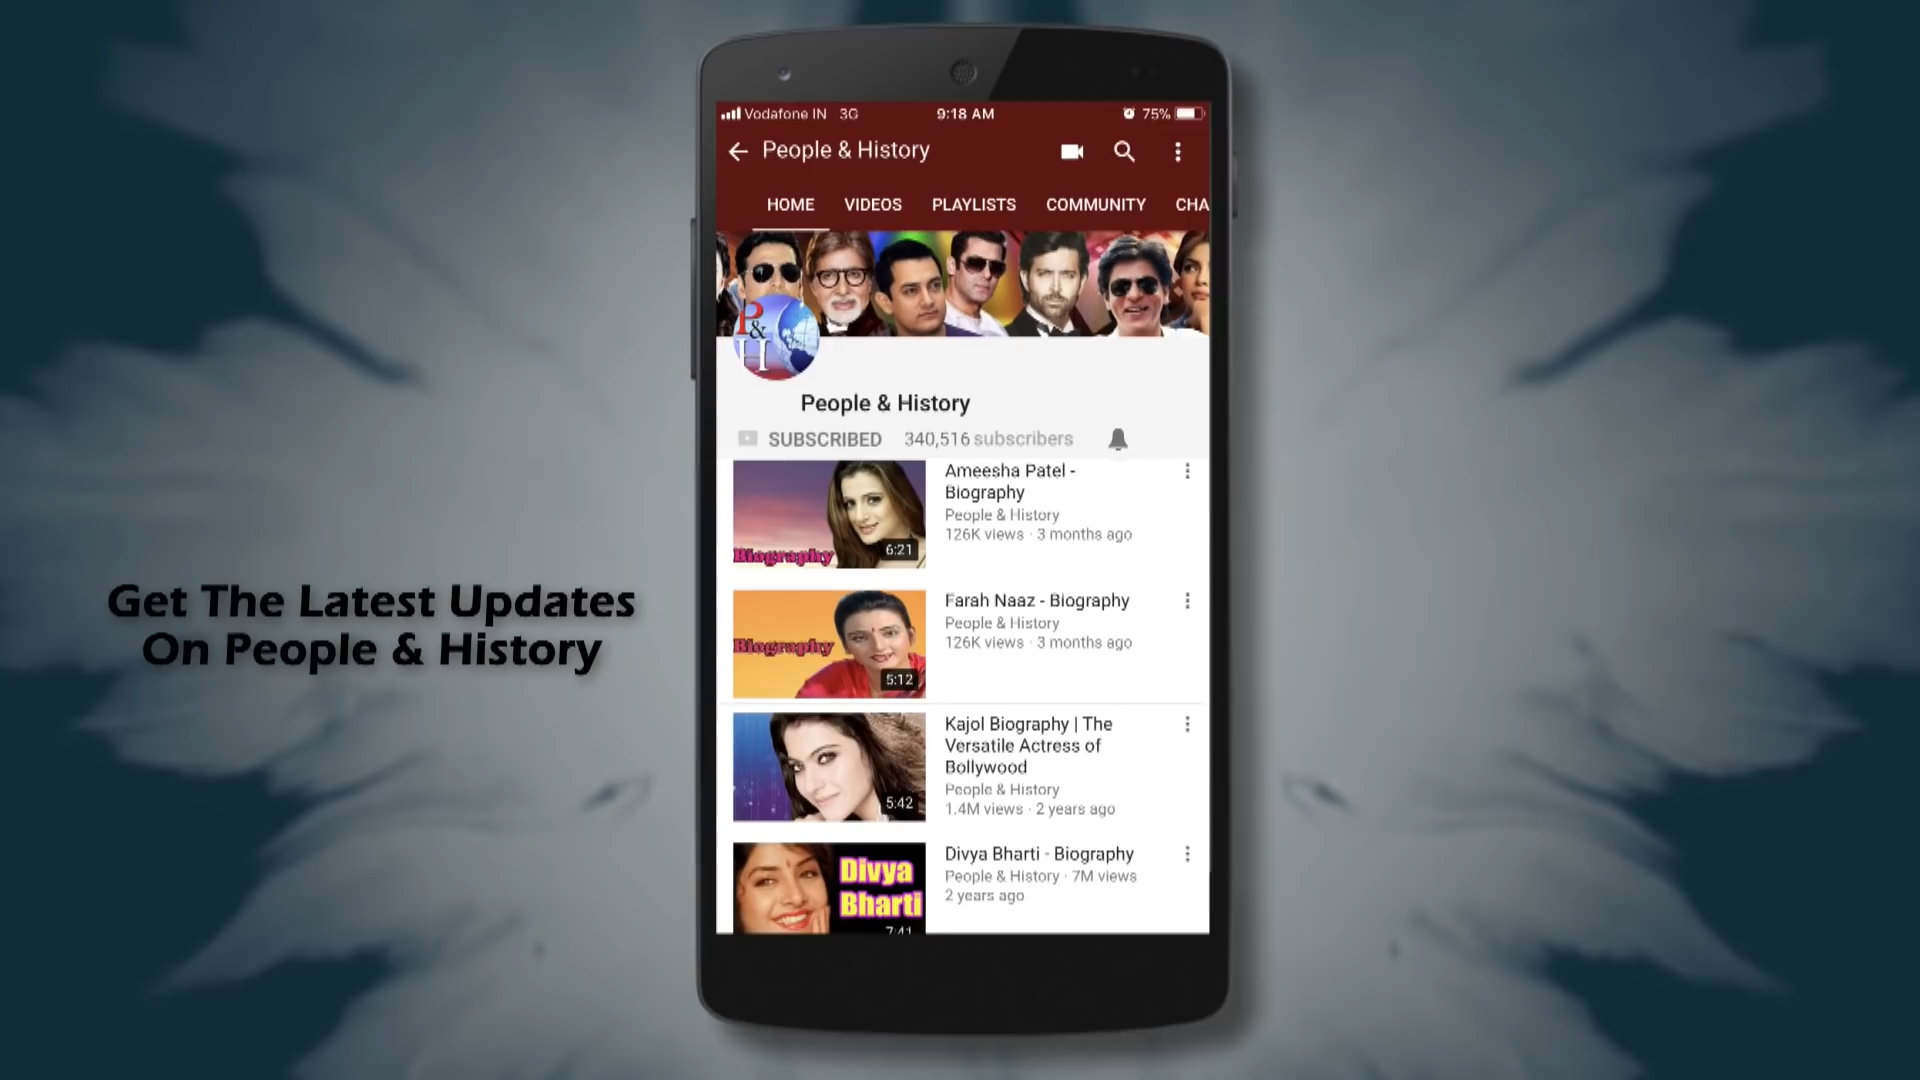 Vodafone IN 3G 9:18 AM 75%
People & History
HOME VIDEOS PLAYLISTS COMMUNITY CHA
P
&
H
People & History
SUBSCRIBED 340,516 subscribers
Ameesha Patel -
Biography
People & History
126K views · 3 months ago
Biography
6:21
Farah Naaz - Biography
People & History
126K views · 3 months ago
Biography
5:12
Kajol Biography | The
Versatile Actress of
Bollywood
People & History
1.4M views · 2 years ago
5:42
Divya Bharti - Biography
People & History · 7M views
2 years ago
Divya
Bharti
7:41
Get The Latest Updates
On People & History